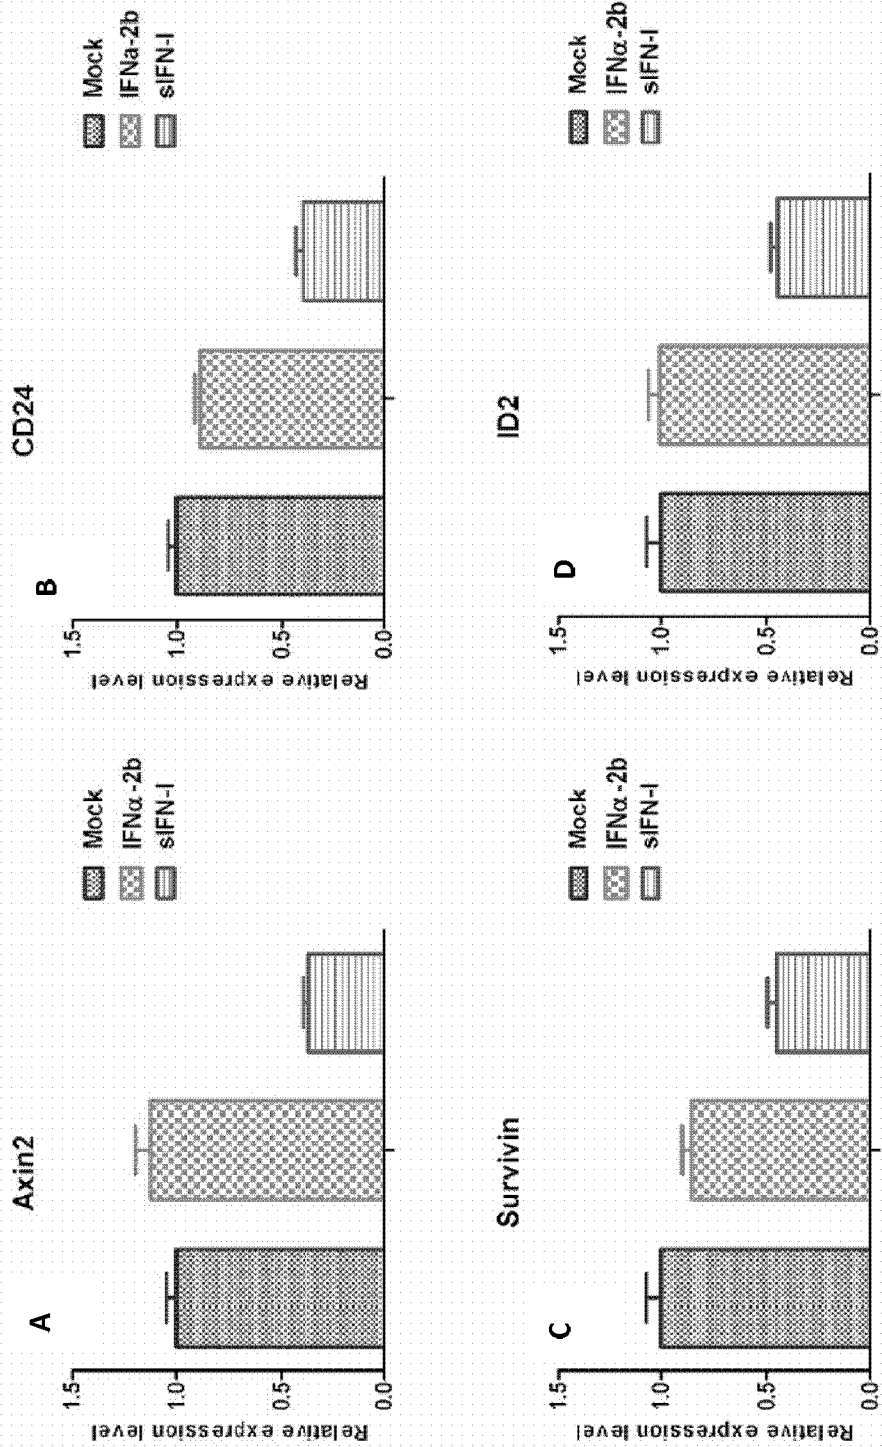 A
Axin2
Relative expression level
1.5
1.0
0.5
0.0
Mock
IFNα-2b
sIFN-I
B
CD24
Relative expression level
1.5
1.0
0.5
0.0
Mock
IFNa-2b
sIFN-I
C
Survivin
Relative expression level
1.5
1.0
0.5
0.0
Mock
IFNα-2b
sIFN-I
D
ID2
Relative expression level
1.5
1.0
0.5
0.0
Mock
IFNα-2b
sIFN-I